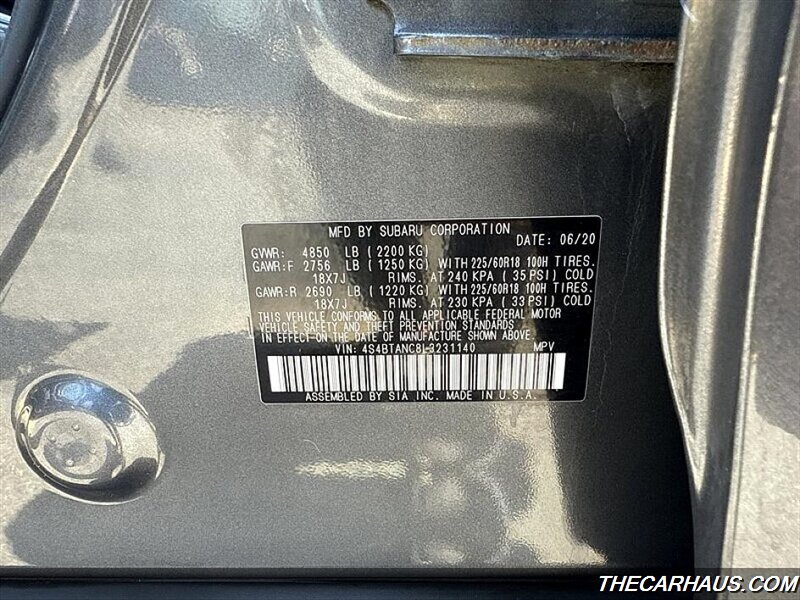 MFD BY SUBARU CORPORATION
DATE: 06/20
GVWR: 4850 LB (2200 KG)
GAWR:F 2756 LB (1250 KG) WITH 225/60R18 100H TIRES.
18X7J RIMS. AT 240 KPA (35 PSI) COLD
GAWR:R 2690 LB (1220 KG) WITH 225/60R18 100H TIRES.
18X7J RIMS. AT 230 KPA (33 PSI) COLD
THIS VEHICLE CONFORMS TO ALL APPLICABLE FEDERAL MOTOR
VEHICLE SAFETY AND THEFT PREVENTION STANDARDS
IN EFFECT-ON THE DATE OF MANUFACTURE SHOWN ABOVE.
VIN: 4S4BTANC8L3231140 MPV
ASSEMBLED BY SIA INC. MADE IN U.S.A.
THECARHAUS.COM